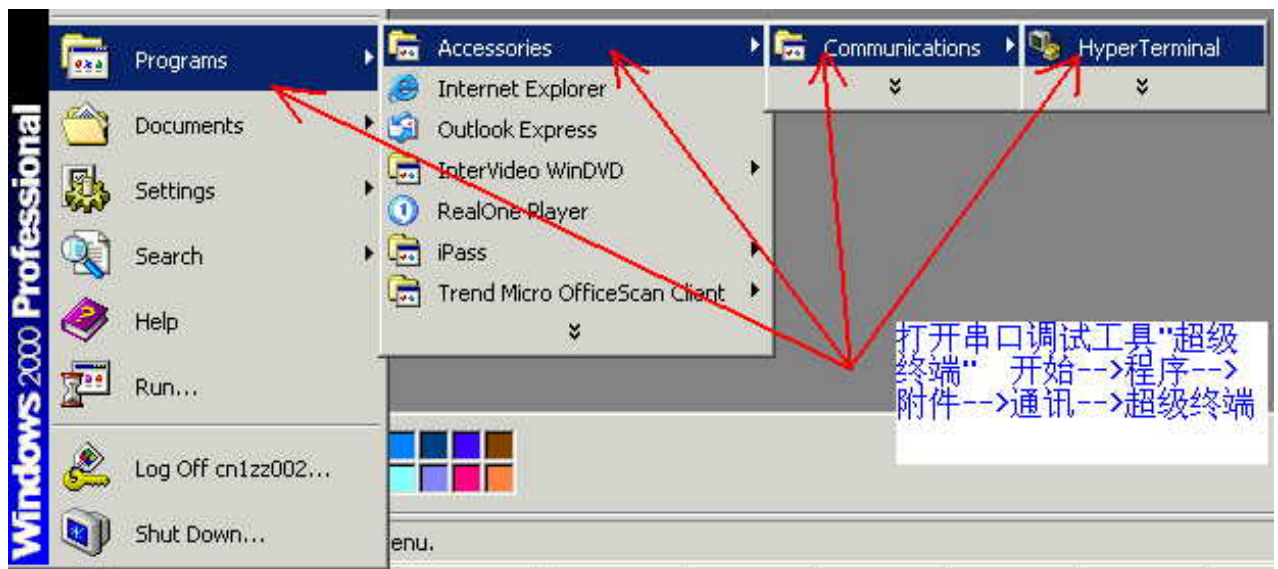 Windows 2000 Professional
Programs
Documents
Settings
Search
Help
Run...
Log Off cn1zz002...
Shut Down...
Accessories
Internet Explorer
Outlook Express
InterVideo WinDVD
RealOne Player
iPass
Trend Micro OfficeScan Client
Communications
HyperTerminal
打开串口调试工具"超级
终端" 开始-->程序-->
附件-->通讯-->超级终端
enu.